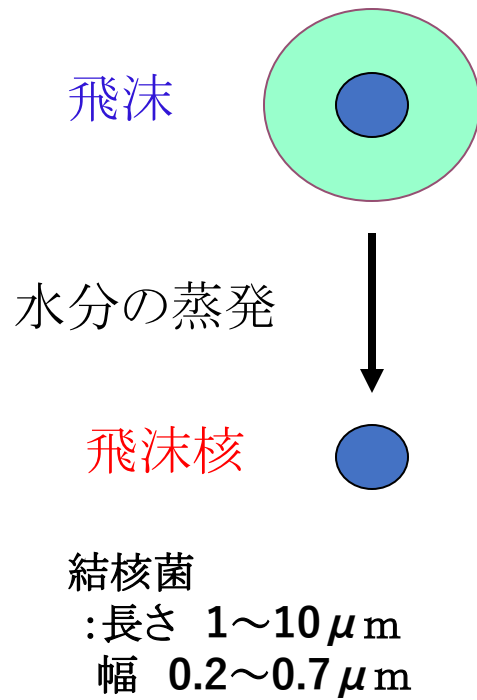 飛沫
水分の蒸発
飛沫核
結核菌
:長さ 1～10μm
幅 0.2～0.7μm